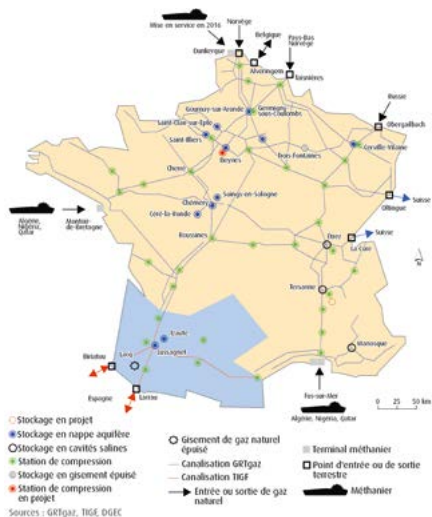 Mise en service en 2016
Norvège
Belgique
Pays-Bas
Norvège
Dunkerque
Alveringem
Taisnières
Russie
Obergailbach
Gournay-sur-Aronde
Germigny-
sous-Coulombs
Saint-Clair-sur-Epte
Saint-Illiers
Beynes
Trois-Fontaines
Cerville-Velaine
Chémery
Soings-en-Sologne
Céré-la-Ronde
Roussines
Oltingue
Suisse
Etrez
La Cure
Suisse
Algérie,
Nigéria,
Qatar
Montoir-
de-Bretagne
Tersanne
Manosque
Izaute
Lussagnet
Lacq
Biriatou
Espagne
Larrau
Fos-sur-Mer
Algérie, Nigéria, Qatar
0 50 km
Stockage en projet
Stockage en nappe aquifère
Stockage en cavités salines
Station de compression
Stockage en gisement épuisé
Station de compression
en projet
Gisement de gaz naturel
épuisé
Canalisation GRTgaz
Canalisation TIGF
Entrée ou sortie de gaz
naturel
Terminal méthanier
Point d'entrée ou de sortie
terrestre
Méthanier
Sources : GRTgaz, TIGF, DGEC